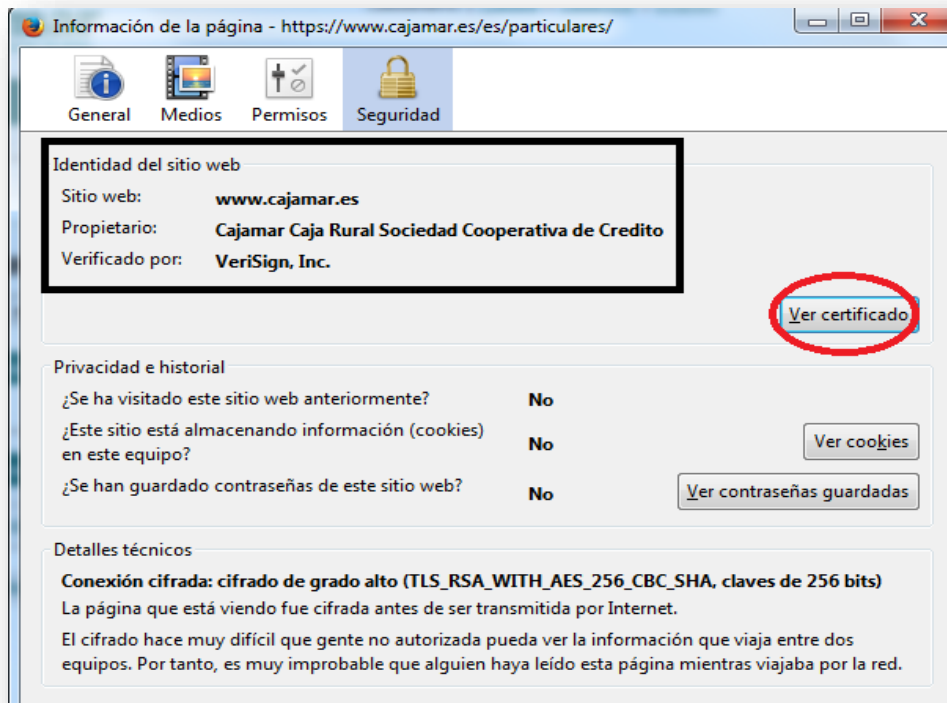 Información de la página - https://www.cajamar.es/es/particulares/
General Medios Permisos Seguridad
Identidad del sitio web
Sitio web: www.cajamar.es
Propietario: Cajamar Caja Rural Sociedad Cooperativa de Credito
Verificado por: VeriSign, Inc.
Ver certificado
Privacidad e historial
¿Se ha visitado este sitio web anteriormente? No
¿Este sitio está almacenando información (cookies)
en este equipo? No Ver cookies
¿Se han guardado contraseñas de este sitio web? No Ver contraseñas guardadas
Detalles técnicos
Conexión cifrada: cifrado de grado alto (TLS_RSA_WITH_AES_256_CBC_SHA, claves de 256 bits)
La página que está viendo fue cifrada antes de ser transmitida por Internet.
El cifrado hace muy difícil que gente no autorizada pueda ver la información que viaja entre dos
equipos. Por tanto, es muy improbable que alguien haya leído esta página mientras viajaba por la red.